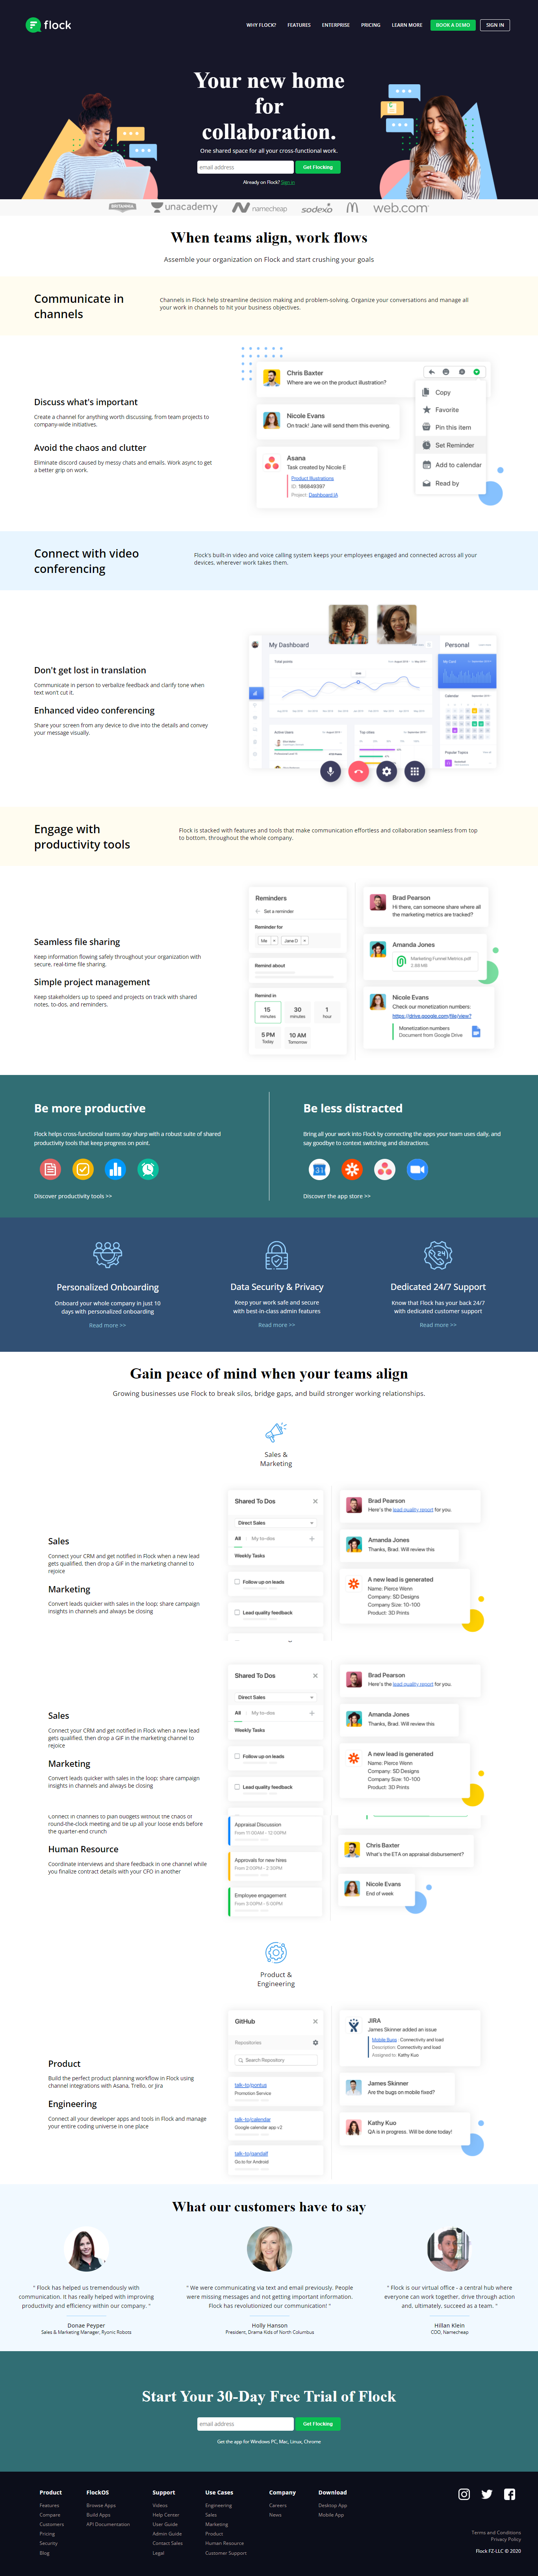 flock
WHY FLOCK? FEATURES ENTERPRISE PRICING LEARN MORE BOOK A DEMO SIGN IN
Your new home
for
collaboration.
One shared space for all your cross-functional work.
email address Get Flocking
Already on Flock? Sign in
BRITANNIA unacademy namecheap sodexo web.com
When teams align, work flows
Assemble your organization on Flock and start crushing your goals
Communicate in
channels
Channels in Flock help streamline decision making and problem-solving. Organize your conversations and manage all
your work in channels to hit your business objectives.
Discuss what's important
Create a channel for anything worth discussing, from team projects to
company-wide initiatives.
Avoid the chaos and clutter
Eliminate discord caused by messy chats and emails. Work async to get
a better grip on work.
Chris Baxter
Where are we on the product illustration?
Nicole Evans
On track! Jane will send them this evening.
Asana
Task created by Nicole E
Product Illustrations
ID: 186849397
Project: Dashboard IA
Copy
Favorite
Pin this item
Set Reminder
Add to calendar
Read by
Connect with video
conferencing
Flock's built-in video and voice calling system keeps your employees engaged and connected across all your
devices, wherever work takes them.
Don't get lost in translation
Communicate in person to verbalize feedback and clarify tone when
text won't cut it.
Enhanced video conferencing
Share your screen from any device to dive into the details and convey
your message visually.
My Dashboard
Personal
Total points
Calendar
Active Users
Top cities
Popular Topics
Engage with
productivity tools
Flock is stacked with features and tools that make communication effortless and collaboration seamless from top
to bottom, throughout the whole company.
Seamless file sharing
Keep information flowing safely throughout your organization with
secure, real-time file sharing.
Simple project management
Keep stakeholders up to speed and projects on track with shared
notes, to-dos, and reminders.
Reminders
Set a reminder
Reminder for
Me × Jane D ×
Remind about
Remind in
15 minutes 30 minutes 1 hour
5 PM Today 10 AM Tomorrow
Brad Pearson
Hi there, can someone share where all
the marketing metrics are tracked?
Amanda Jones
Marketing Funnel Metrics.pdf
2.88 MB
Nicole Evans
Check our monetization numbers:
https://drive.google.com/file/view?
Monetization numbers
Document from Google Drive
Be more productive
Flock helps cross-functional teams stay sharp with a robust suite of shared
productivity tools that keep progress on point.
Discover productivity tools >>
Be less distracted
Bring all your work into Flock by connecting the apps your team uses daily, and
say goodbye to context switching and distractions.
31
Discover the app store >>
Personalized Onboarding
Onboard your whole company in just 10
days with personalized onboarding
Read more >>
Data Security & Privacy
Keep your work safe and secure
with best-in-class admin features
Read more >>
24/7
Dedicated 24/7 Support
Know that Flock has your back 24/7
with dedicated customer support
Read more >>
Gain peace of mind when your teams align
Growing businesses use Flock to break silos, bridge gaps, and build stronger working relationships.
Sales &
Marketing
Sales
Connect your CRM and get notified in Flock when a new lead
gets qualified, then drop a GIF in the marketing channel to
rejoice
Marketing
Convert leads quicker with sales in the loop: share campaign
insights in channels and always be closing
Shared To Dos
Direct Sales
All My to-dos
Weekly Tasks
Follow up on leads
Lead quality feedback
Brad Pearson
Here's the lead quality report for you.
Amanda Jones
Thanks, Brad. Will review this
A new lead is generated
Name: Pierce Wenn
Company: SD Designs
Company Size: 10-100
Product: 3D Prints
Sales
Connect your CRM and get notified in Flock when a new lead
gets qualified, then drop a GIF in the marketing channel to
rejoice
Marketing
Convert leads quicker with sales in the loop: share campaign
insights in channels and always be closing
Shared To Dos
Direct Sales
All My to-dos
Weekly Tasks
Follow up on leads
Lead quality feedback
Brad Pearson
Here's the lead quality report for you.
Amanda Jones
Thanks, Brad. Will review this
A new lead is generated
Name: Pierce Wenn
Company: SD Designs
Company Size: 10-100
Product: 3D Prints
Connect in channels to plan budgets without the chaos of
round-the-clock meeting and tie up all your loose ends before
the quarter-end crunch
Human Resource
Coordinate interviews and share feedback in one channel while
you finalize contract details with your CFO in another
Appraisal Discussion
From 11:00AM - 12:00PM
Approvals for new hires
From 2:00PM - 2:30PM
Employee engagement
From 3:00PM - 5:00PM
Chris Baxter
What's the ETA on appraisal disbursement?
Nicole Evans
End of week
Product &
Engineering
Product
Build the perfect product planning workflow in Flock using
channel integrations with Asana, Trello, or Jira
Engineering
Connect all your developer apps and tools in Flock and manage
your entire coding universe in one place
GitHub
Repositories
Search Repository
talk-to/pontus
Promotion Service
talk-to/calendar
Google calendar app v2
talk-to/gandalf
Go.to for Android
JIRA
James Skinner added an issue
Mobile Bugs Connectivity and load
Description: Connectivity and load
Assigned to: Kathy Kuo
James Skinner
Are the bugs on mobile fixed?
Kathy Kuo
QA is in progress. Will be done today!
What our customers have to say
" Flock has helped us tremendously with
communication. It has really helped with improving
productivity and efficiency within our company. "
Donae Peyper
Sales & Marketing Manager, Ryonic Robots
" We were communicating via text and email previously. People
were missing messages and not getting important information.
Flock has revolutionized our communication! "
Holly Hanson
President, Drama Kids of North Columbus
" Flock is our virtual office - a central hub where
everyone can work together, drive through action
and, ultimately, succeed as a team. "
Hillan Klein
COO, Namecheap
Start Your 30-Day Free Trial of Flock
email address Get Flocking
Get the app for Windows PC, Mac, Linux, Chrome
Product
Features
Compare
Customers
Pricing
Security
Blog
FlockOS
Browse Apps
Build Apps
API Documentation
Support
Videos
Help Center
User Guide
Admin Guide
Contact Sales
Legal
Use Cases
Engineering
Sales
Marketing
Product
Human Resource
Customer Support
Company
Careers
News
Download
Desktop App
Mobile App
Terms and Conditions
Privacy Policy
Flock FZ-LLC © 2020